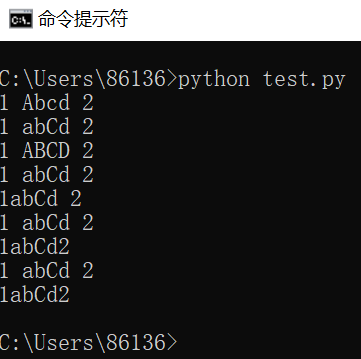 命令提示符
C:\Users\86136>python test.py
1 Abcd 2
1 abCd 2
1 ABCD 2
1 abCd 2
1abCd 2
1 abCd 2
1abCd2
1 abCd 2
1abCd2
C:\Users\86136>